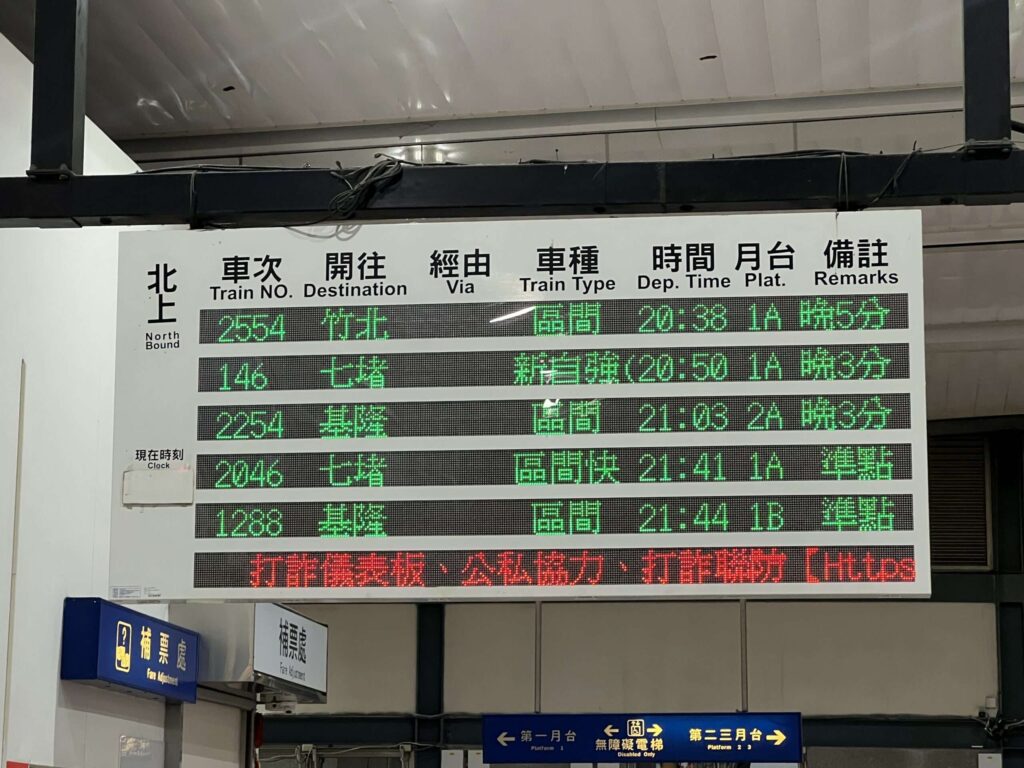 北上
North Bound
車次 開往 經由 車種 時間 月台 備註
Train NO. Destination Via Train Type Dep. Time Plat. Remarks
2554 竹北 區間 20:38 1A 晚5分
146 七堵 新自強( 20:50 1A 晚3分
2254 基隆 區間 21:03 2A 晚3分
現在時刻
Clock
2046 七堵 區間快 21:41 1A 準點
1288 基隆 區間 21:44 1B 準點
打詐儀表板、公私協力、打詐聯防【Https
補票處
Fare Adjustment
補票處
Fare Adjustment
← 第一月台
Platform 1
← →
無障礙電梯
Disabled Only
第二三月台 →
Platform 2 3